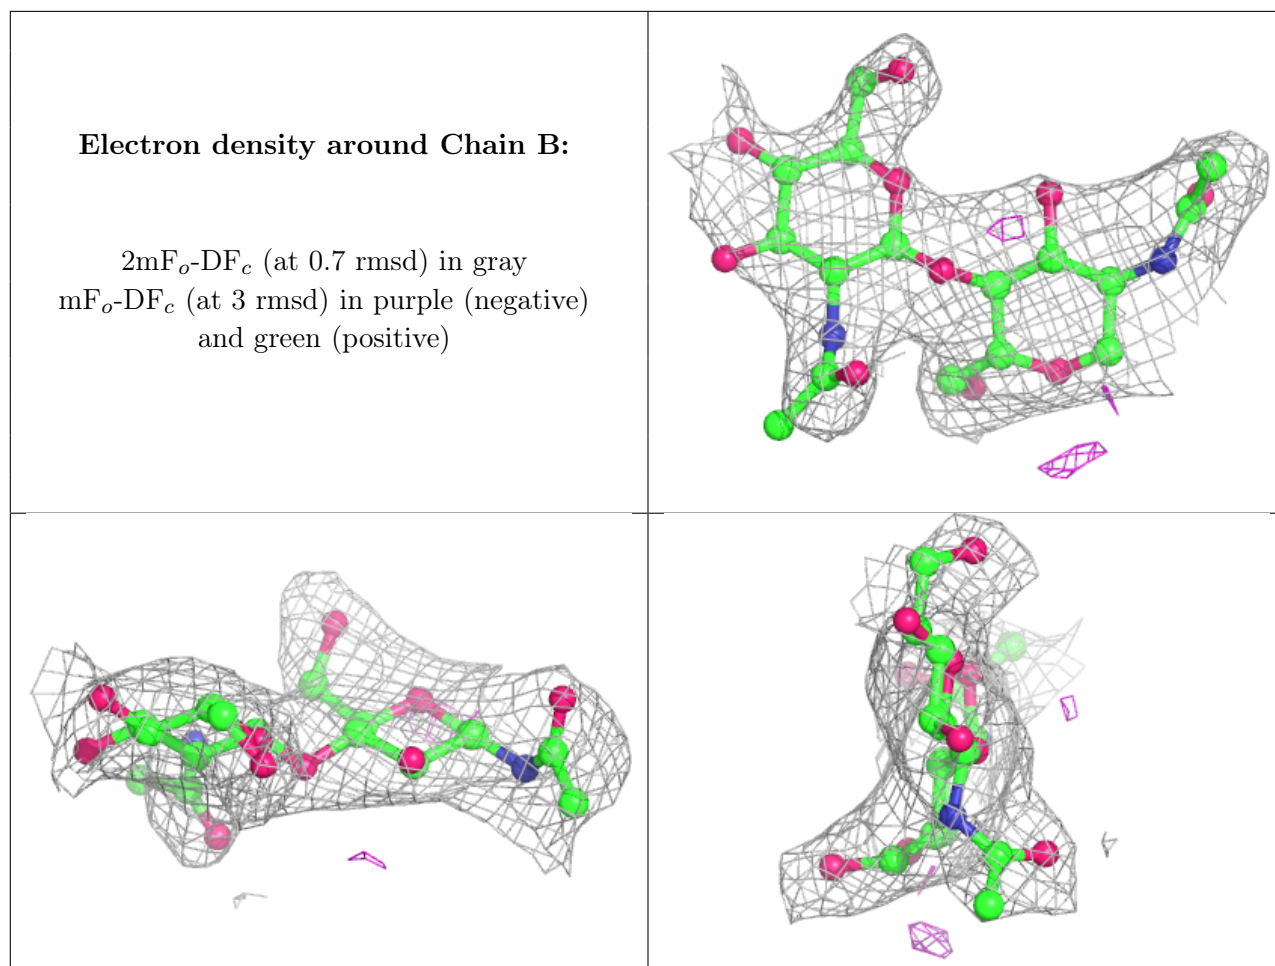 Electron density around Chain B:
2mFₒ-DF𝒸 (at 0.7 rmsd) in gray
mFₒ-DF𝒸 (at 3 rmsd) in purple (negative)
and green (positive)